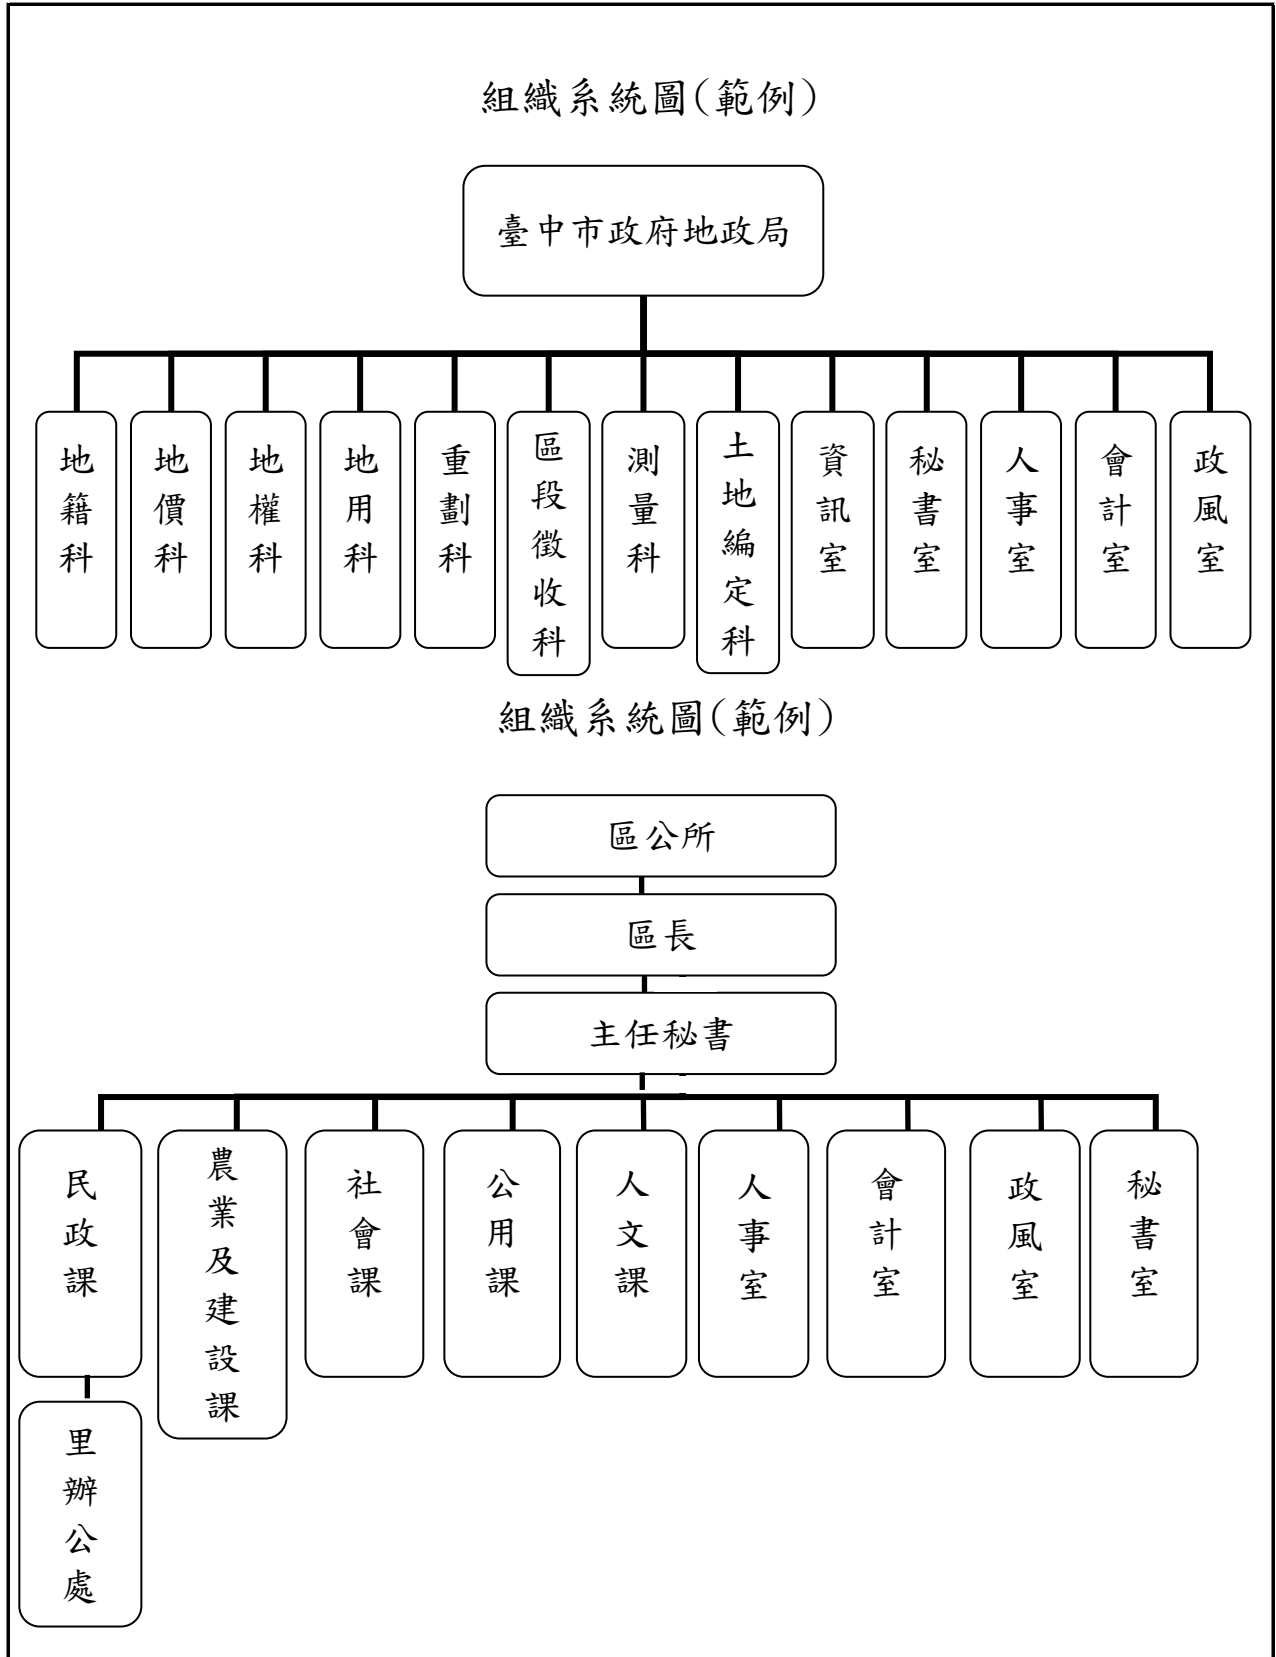 組織系統圖(範例)
臺中市政府地政局
地籍科
地價科
地權科
地用科
重劃科
區段徵收科
測量科
土地編定科
資訊室
秘書室
人事室
會計室
政風室
組織系統圖(範例)
區公所
區長
主任秘書
民政課
農業及建設課
社會課
公用課
人文課
人事室
會計室
政風室
秘書室
里辦公處